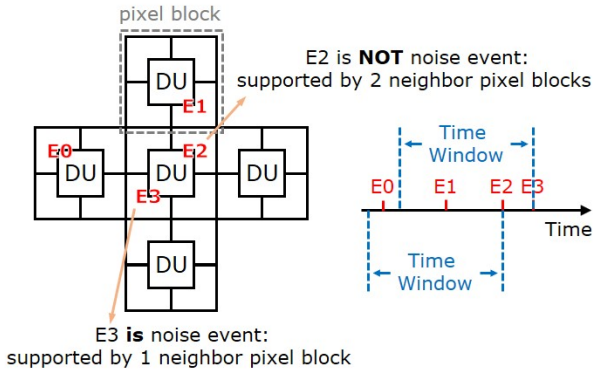 pixel block
DU
E1
E0
DU
E2
DU
E3
DU
DU
E3 is noise event:
supported by 1 neighbor pixel block
E2 is NOT noise event:
supported by 2 neighbor pixel blocks
Time
Window
E0 E1 E2 E3
Time
Time
Window